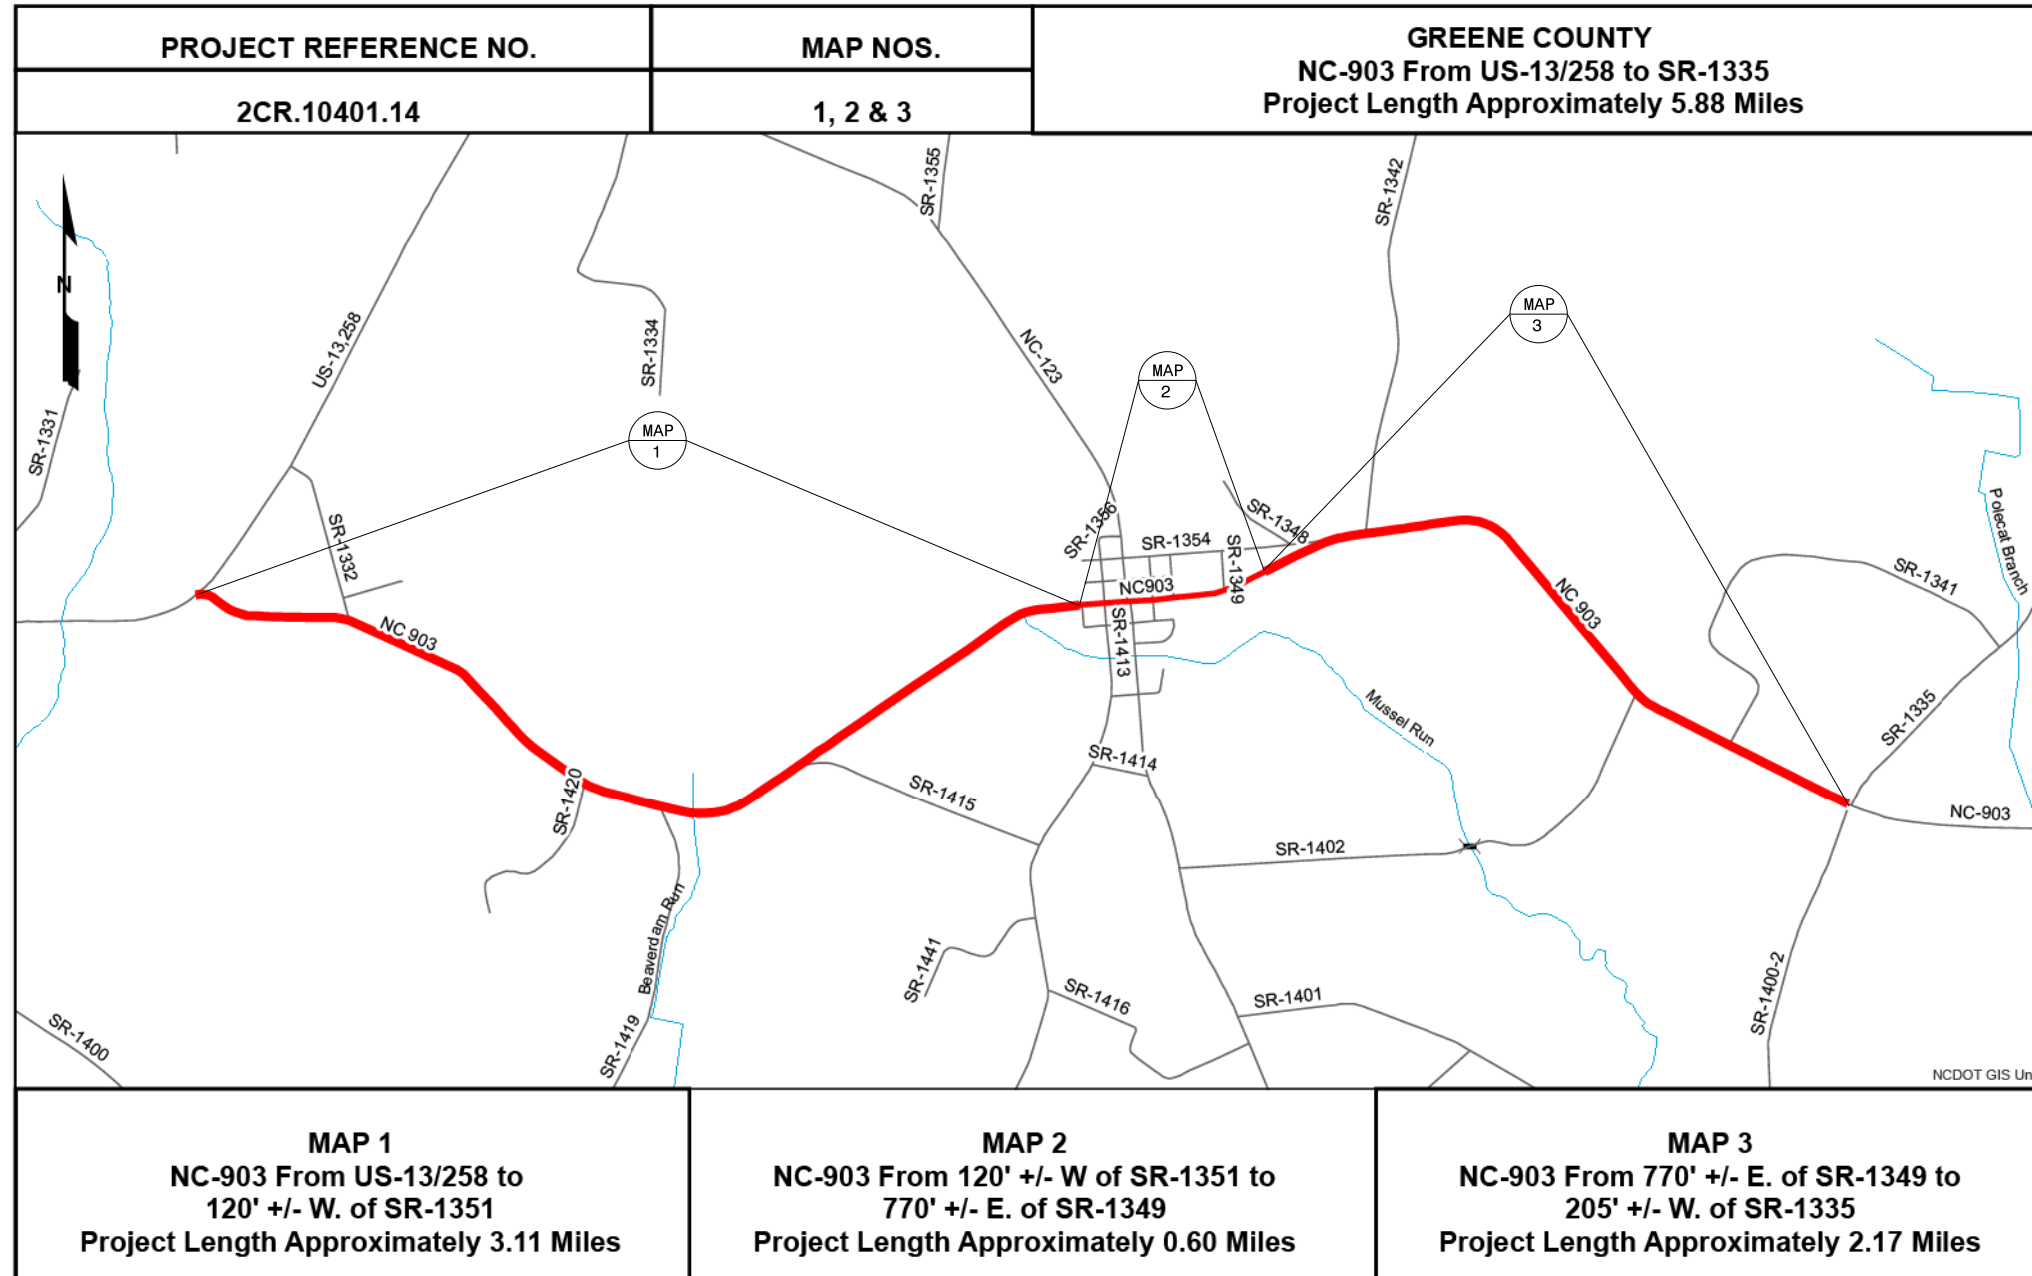 PROJECT REFERENCE NO.
MAP NOS.
GREENE COUNTY
NC-903 From US-13/258 to SR-1335
Project Length Approximately 5.88 Miles
2CR.10401.14
1, 2 & 3
SR-1355
SR-1342
N
MAP
3
US-13,258
SR-1334
NC-123
MAP
2
SR-1331
MAP
1
Polecat Branch
SR-1332
SR-1356
SR-1354
SR-1348
SR-1349
NC903
SR-1341
NC 903
NC 903
SR-1413
Mussel Run
SR-1335
SR-1414
SR-1420
SR-1415
NC-903
SR-1402
Beaverdam Run
SR-1441
SR-1400-2
SR-1416
SR-1401
SR-1400
SR-1419
NCDOT GIS Un
MAP 1
NC-903 From US-13/258 to
120' +/- W. of SR-1351
Project Length Approximately 3.11 Miles
MAP 2
NC-903 From 120' +/- W of SR-1351 to
770' +/- E. of SR-1349
Project Length Approximately 0.60 Miles
MAP 3
NC-903 From 770' +/- E. of SR-1349 to
205' +/- W. of SR-1335
Project Length Approximately 2.17 Miles